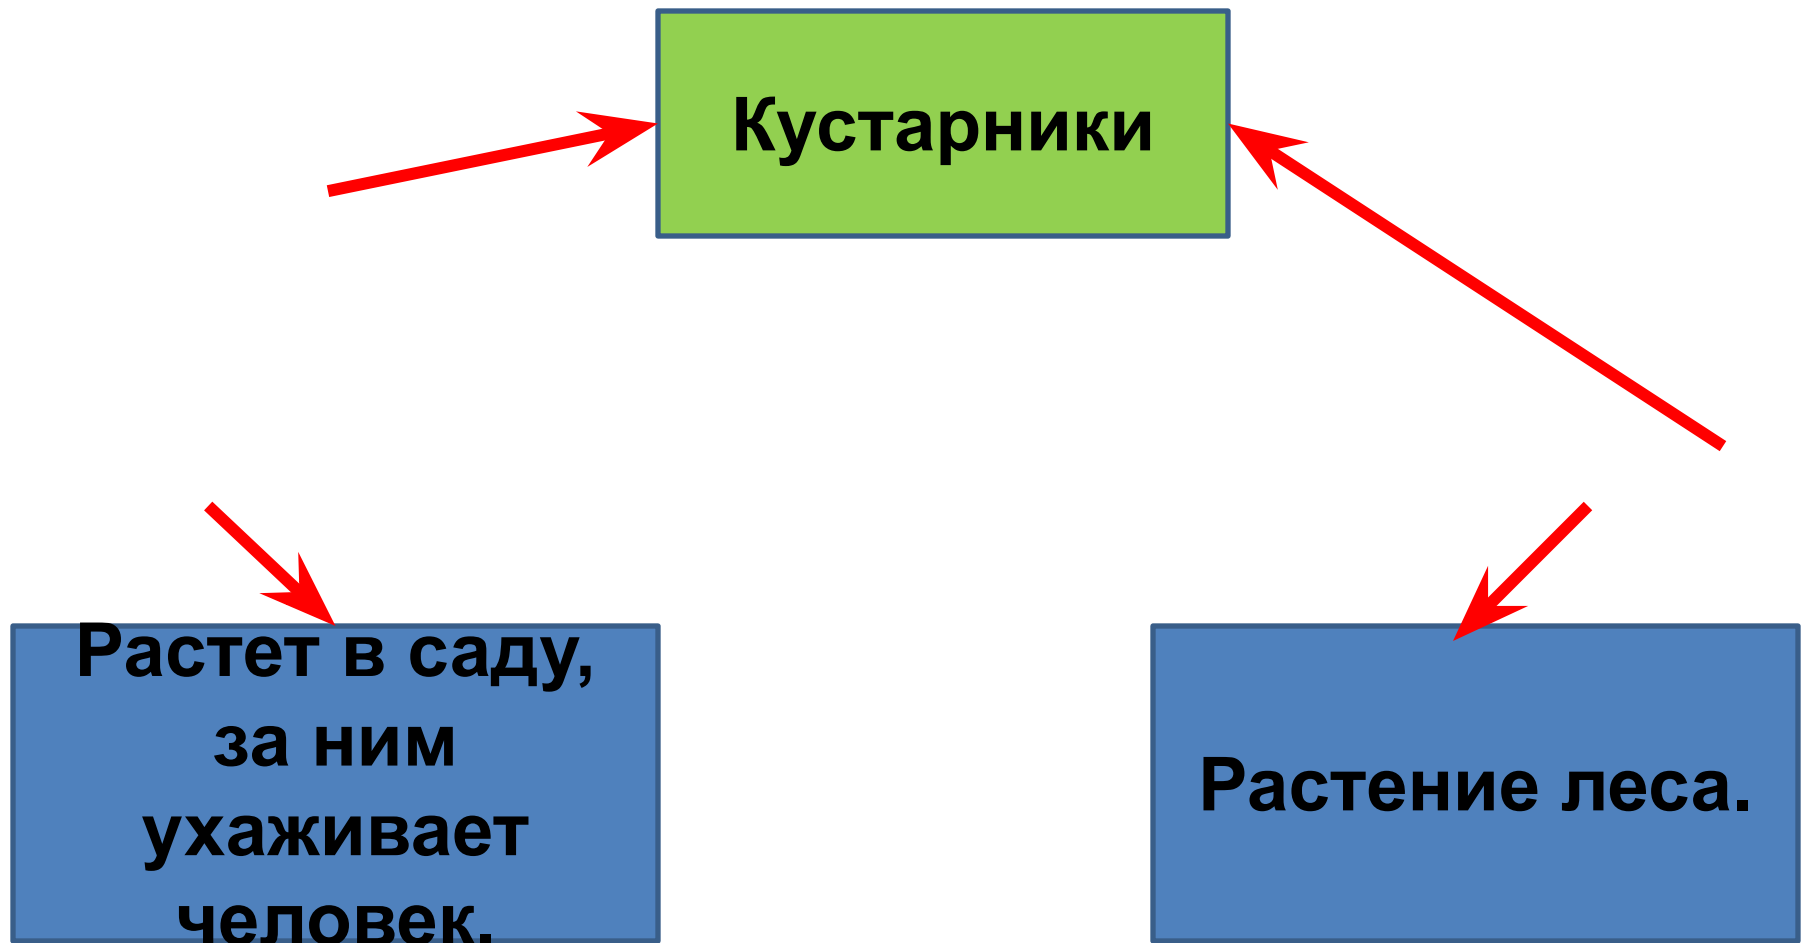 Кустарники
Растет в саду,
за ним
ухаживает
человек.
Растение леса.